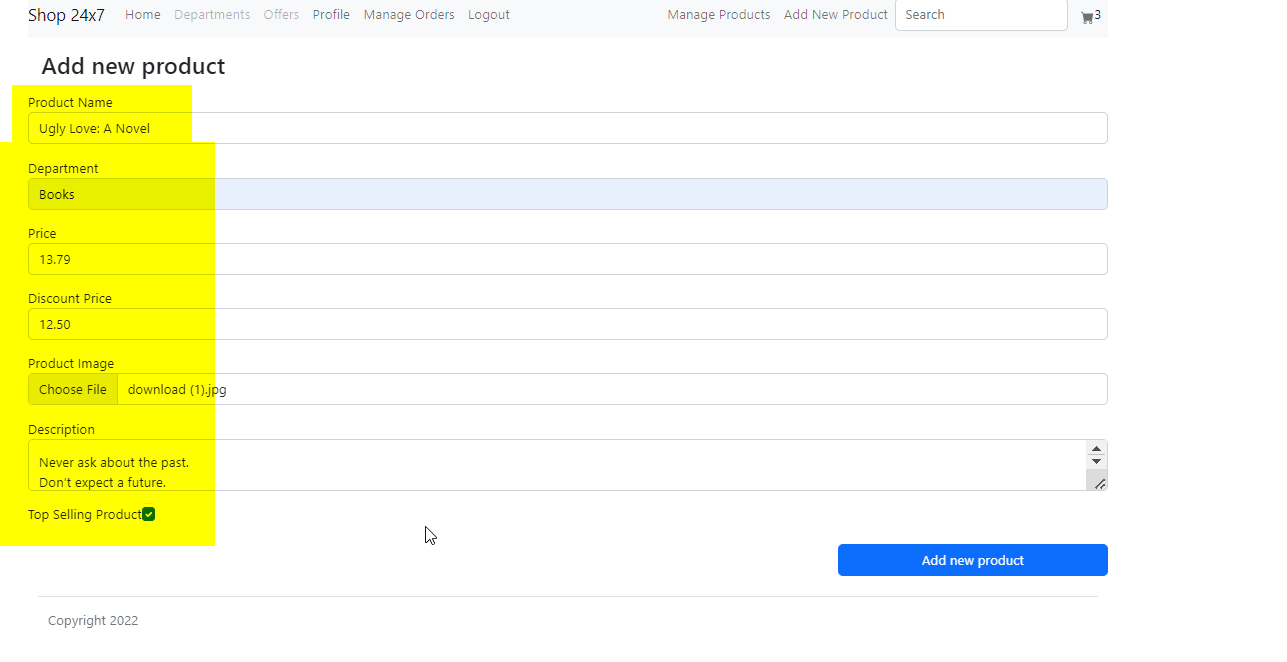 Shop 24x7 Home Departments Offers Profile Manage Orders Logout Manage Products Add New Product Search 3
Add new product
Product Name
Ugly Love: A Novel
Department
Books
Price
13.79
Discount Price
12.50
Product Image
Choose File download (1).jpg
Description
Never ask about the past.
Don't expect a future.
Top Selling Product
Add new product
Copyright 2022